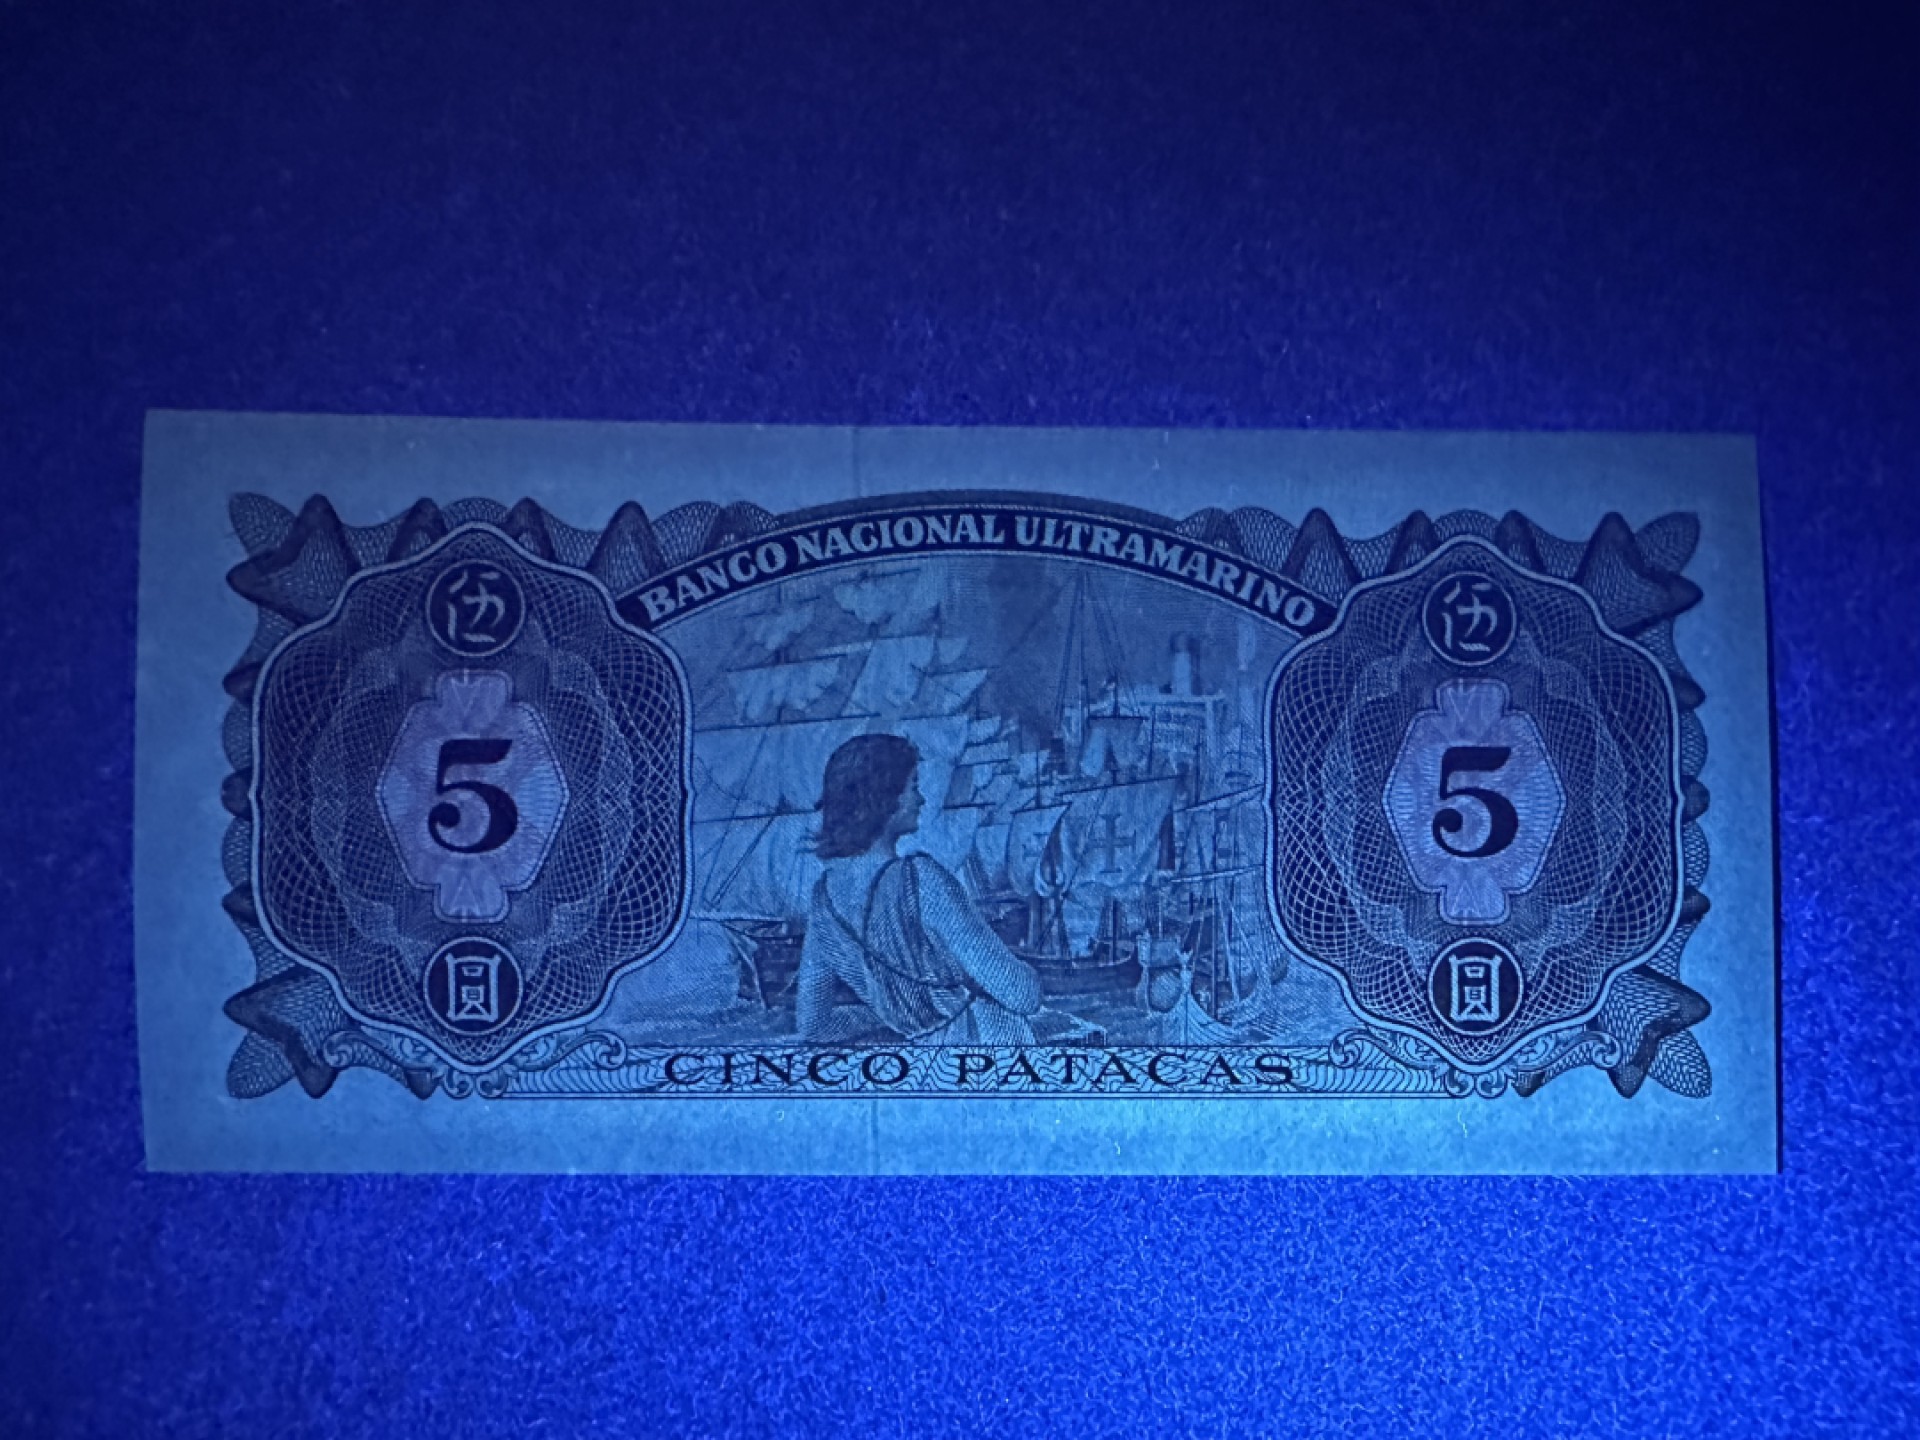 BANCO NACIONAL ULTRAMARINO
伍 伍
5 5
圓 圓
CINCO PATACAS